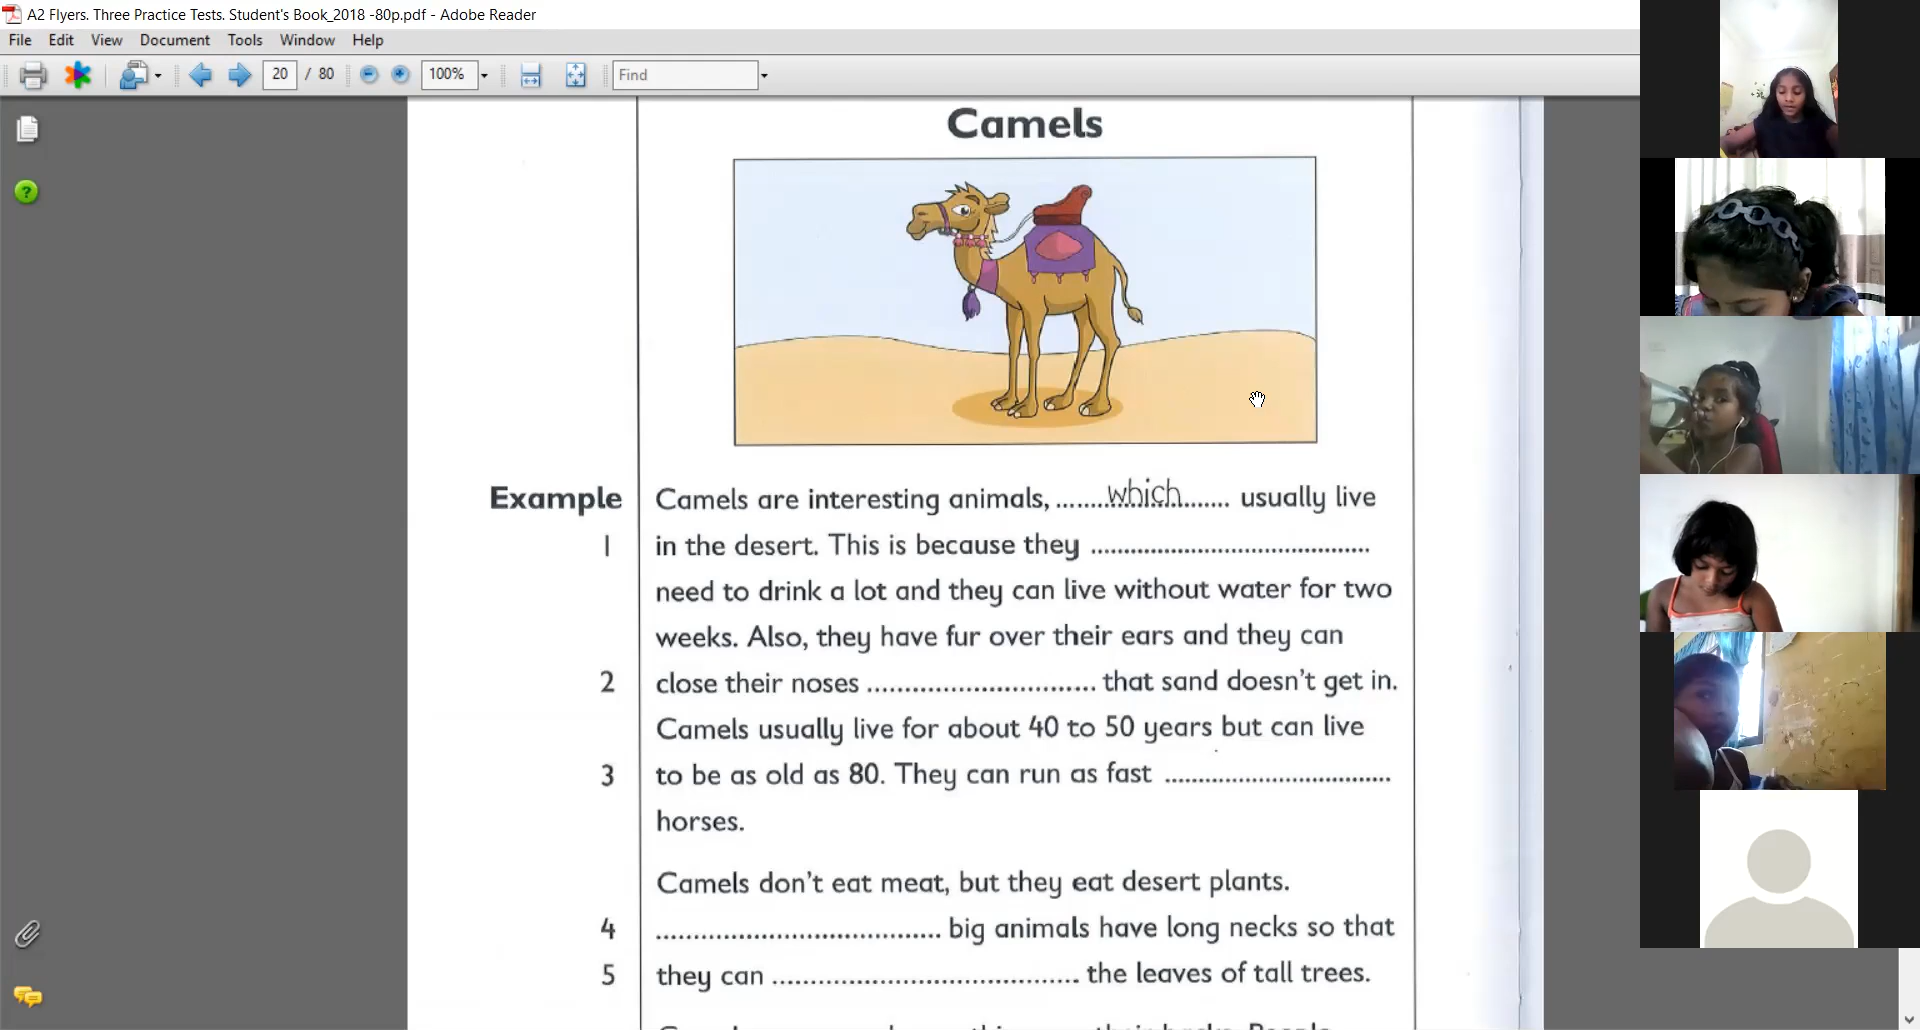 A2 Flyers. Three Practice Tests. Student's Book_2018 -80p.pdf - Adobe Reader
File Edit View Document Tools Window Help
20 / 80 100% Find
Camels
Example Camels are interesting animals, ........which........ usually live
1 in the desert. This is because they ........................................
need to drink a lot and they can live without water for two
weeks. Also, they have fur over their ears and they can
2 close their noses ................................ that sand doesn't get in.
Camels usually live for about 40 to 50 years but can live
3 to be as old as 80. They can run as fast ................................
horses.
Camels don't eat meat, but they eat desert plants.
4 ........................................ big animals have long necks so that
5 they can ........................................ the leaves of tall trees.